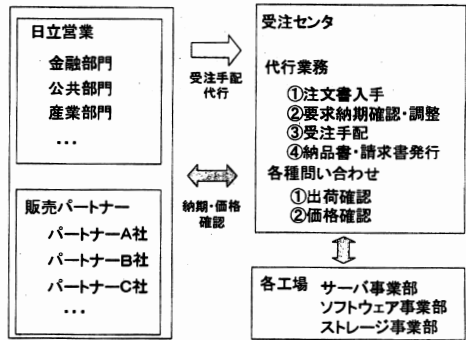 日立営業
金融部門
公共部門
産業部門
・・・
販売パートナー
パートナーA社
パートナーB社
パートナーC社
・・・
受注手配
代行
納期・価格
確認
受注センタ
代行業務
①注文書入手
②要求納期確認・調整
③受注手配
④納品書・請求書発行
各種問い合わせ
①出荷確認
②価格確認
各工場 サーバ事業部
ソフトウェア事業部
ストレージ事業部